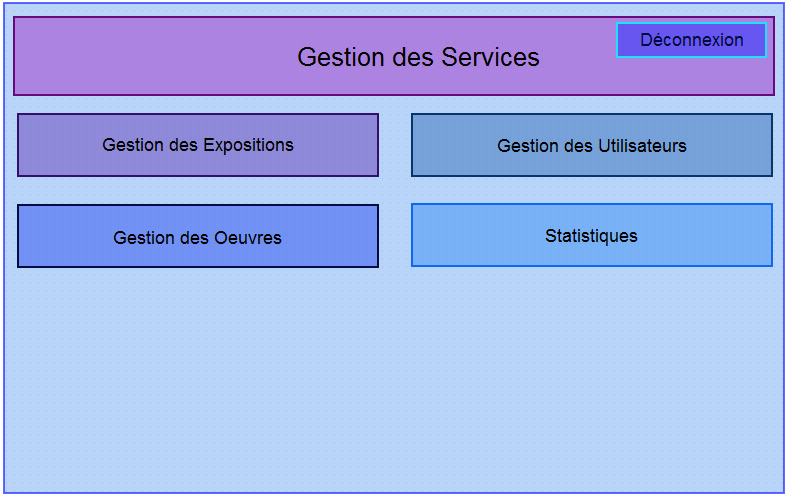 Déconnexion
Gestion des Services
Gestion des Expositions
Gestion des Utilisateurs
Gestion des Oeuvres
Statistiques